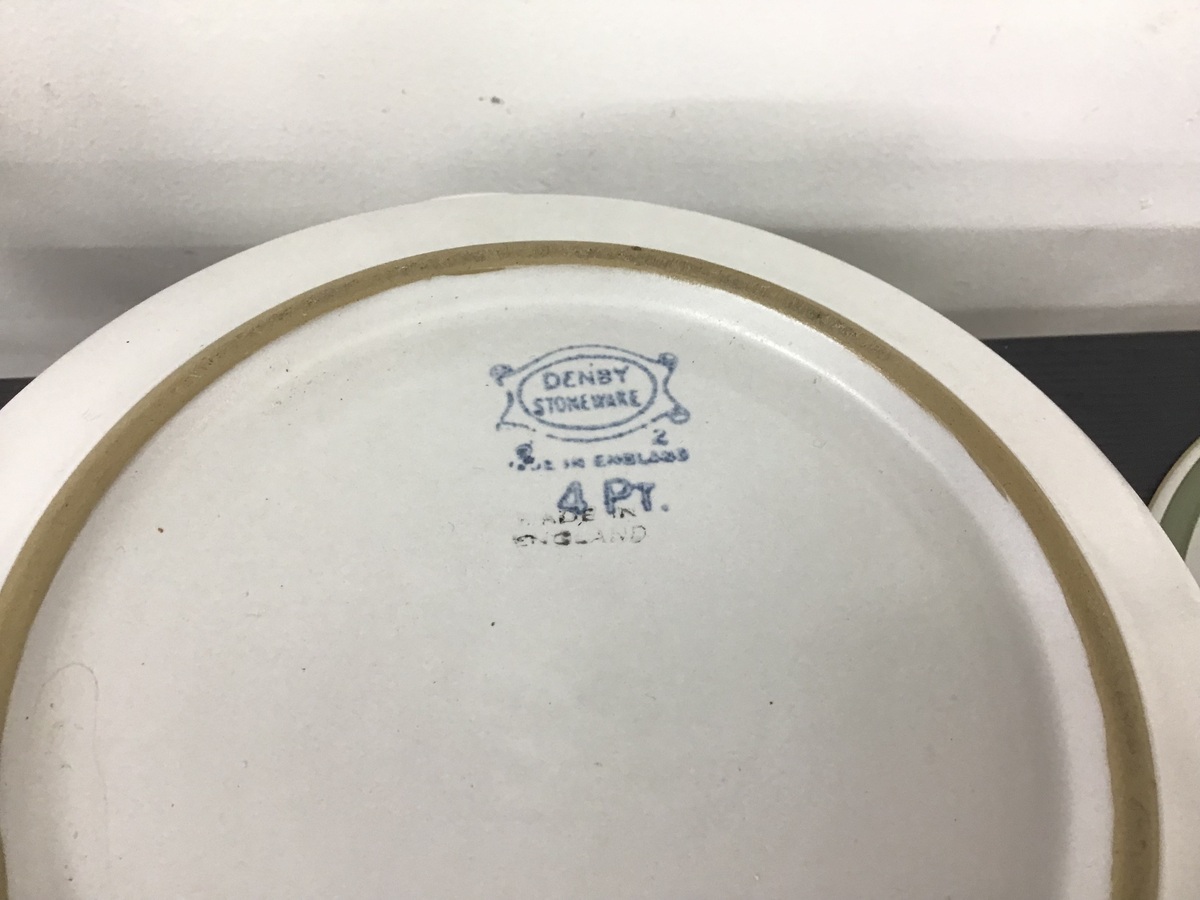 DENBY
STONEWARE
2
IN ENGLAND
4 PT.
MADE IN
ENGLAND